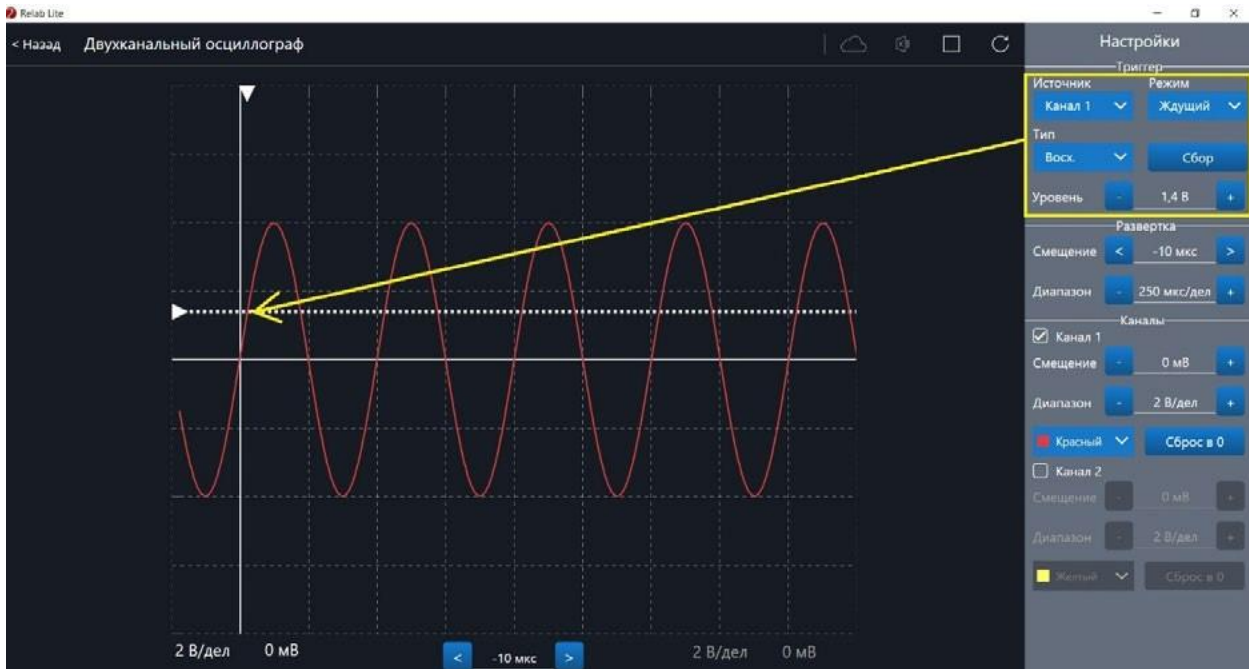 Relab Lite
< Назад Двухканальный осциллограф
Настройки
Триггер
Источник Режим
Канал 1 Ждущий
Тип
Восх. Сбор
Уровень - 1,4 В +
Развертка
Смещение < -10 мкс >
Диапазон - 250 мкс/дел +
Каналы
Канал 1
Смещение - 0 мВ +
Диапазон - 2 В/дел +
Красный Сброс в 0
Канал 2
Смещение - 0 мВ +
Диапазон - 2 В/дел +
Желтый Сброс в 0
2 В/дел 0 мВ < -10 мкс > 2 В/дел 0 мВ